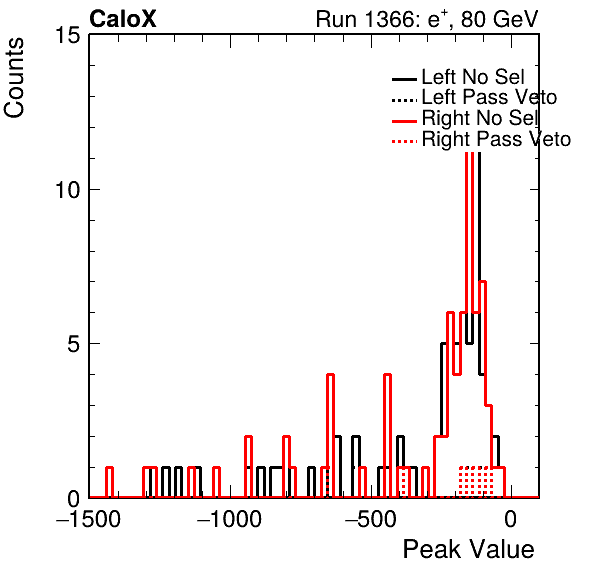 CaloX Run 1366: e⁺, 80 GeV
Counts
15
10
5
0
Left No Sel
Left Pass Veto
Right No Sel
Right Pass Veto
−1500 −1000 −500 0
Peak Value